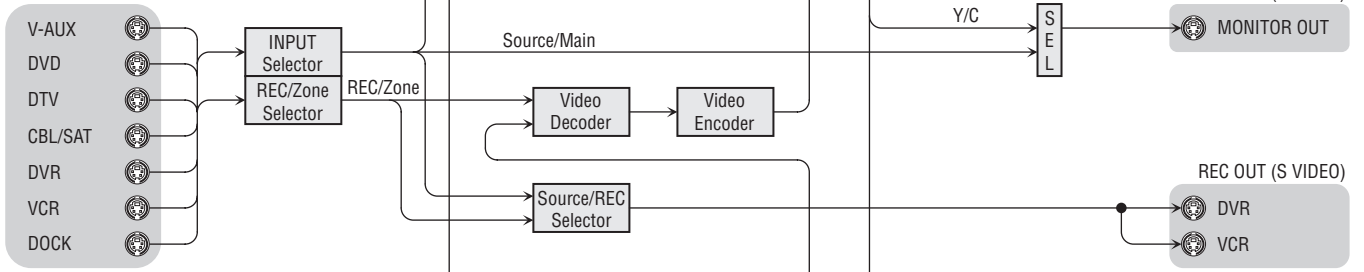 V-AUX
DVD
DTV
CBL/SAT
DVR
VCR
DOCK
INPUT
Selector
REC/Zone
Selector
Source/Main
REC/Zone
Video
Decoder
Video
Encoder
Source/REC
Selector
Y/C
S
E
L
MONITOR OUT
REC OUT (S VIDEO)
DVR
VCR